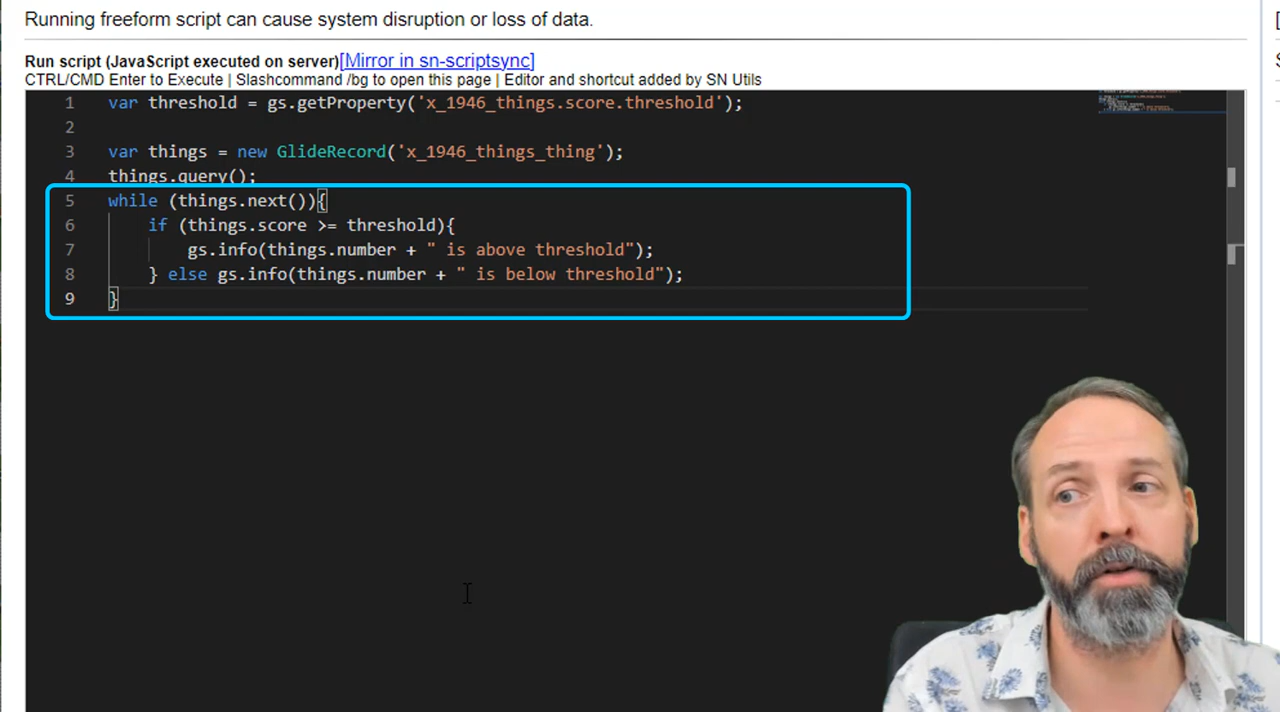 Running freeform script can cause system disruption or loss of data.
Run script (JavaScript executed on server)[Mirror in sn-scriptsync]
CTRL/CMD Enter to Execute | Slashcommand /bg to open this page | Editor and shortcut added by SN Utils
1 var threshold = gs.getProperty('x_1946_things.score.threshold');
2
3 var things = new GlideRecord('x_1946_things_thing');
4 things.query();
5 while (things.next()){
6 if (things.score >= threshold){
7 gs.info(things.number + " is above threshold");
8 } else gs.info(things.number + " is below threshold");
9 }